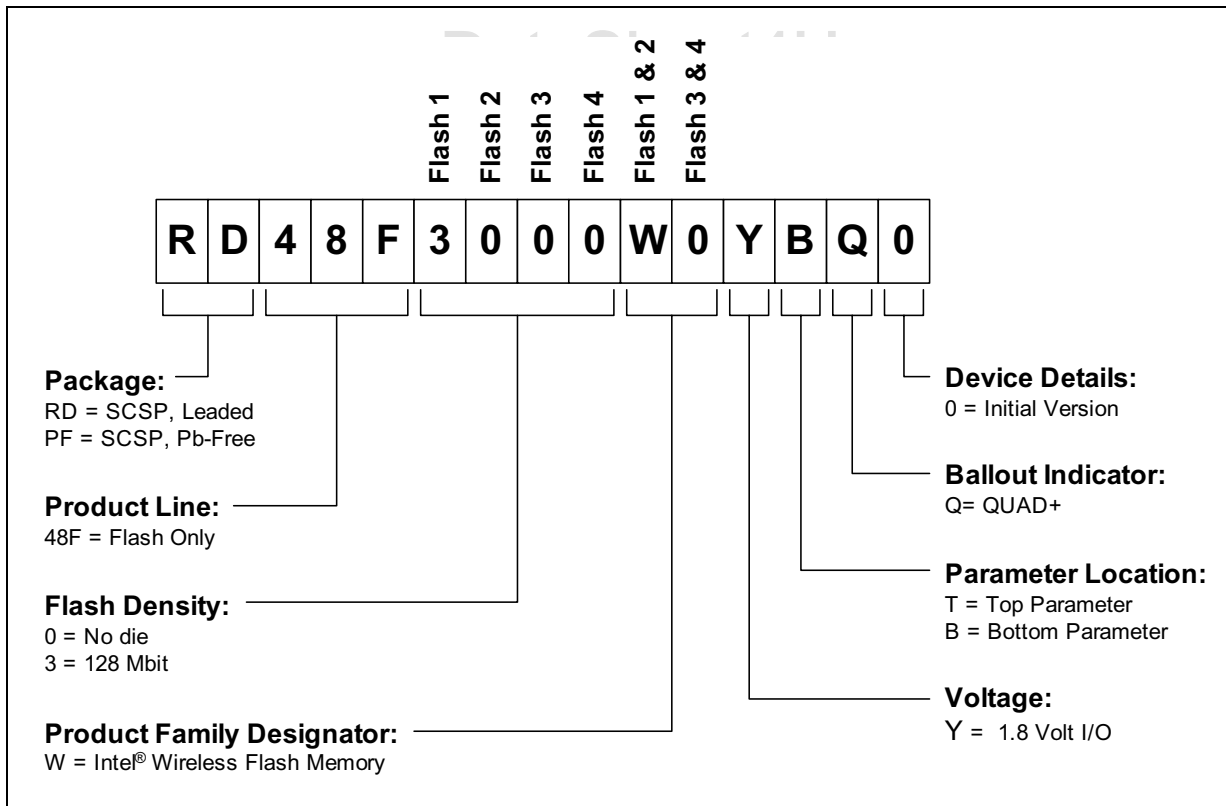 Flash 1
Flash 2
Flash 3
Flash 4
Flash 1 & 2
Flash 3 & 4
R D 4 8 F 3 0 0 0 W 0 Y B Q 0
Package:
RD = SCSP, Leaded
PF = SCSP, Pb-Free
Product Line:
48F = Flash Only
Flash Density:
0 = No die
3 = 128 Mbit
Product Family Designator:
W = Intel® Wireless Flash Memory
Device Details:
0 = Initial Version
Ballout Indicator:
Q= QUAD+
Parameter Location:
T = Top Parameter
B = Bottom Parameter
Voltage:
Y = 1.8 Volt I/O